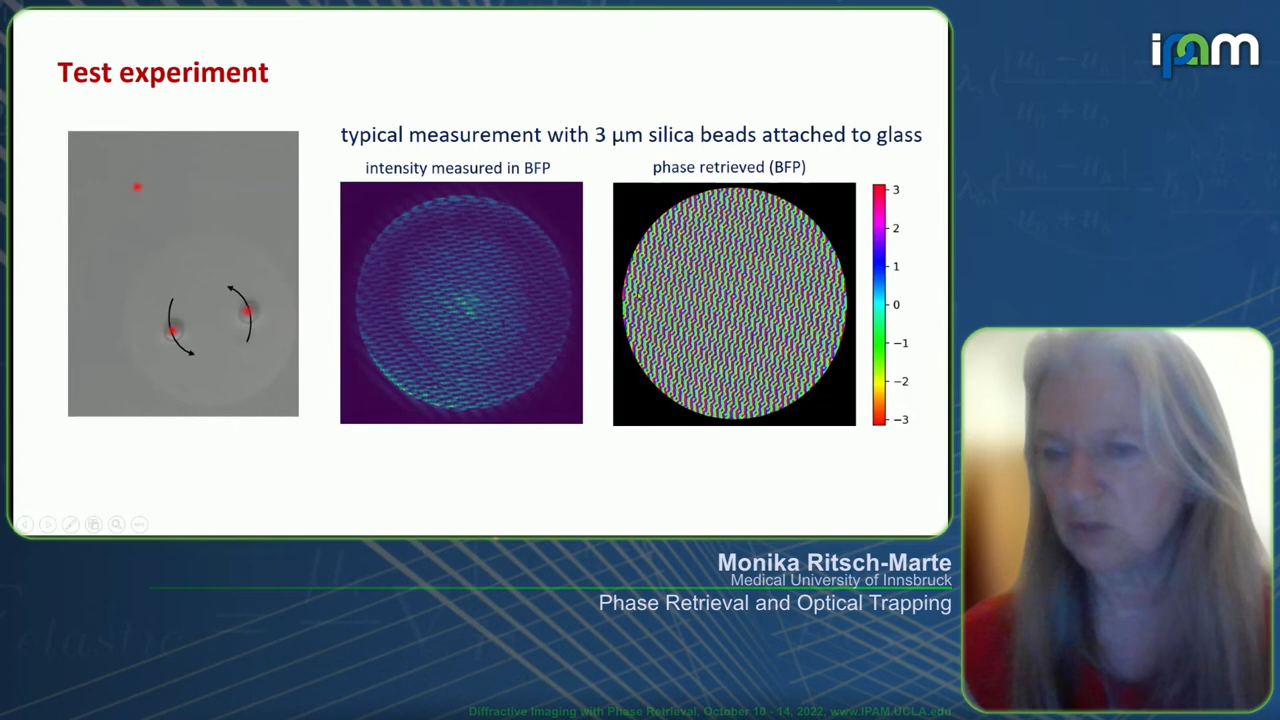 ipam
Test experiment
typical measurement with 3 µm silica beads attached to glass
intensity measured in BFP
phase retrieved (BFP)
3
2
1
0
−1
−2
−3
Monika Ritsch-Marte
Medical University of Innsbruck
Phase Retrieval and Optical Trapping
Diffractive Imaging with Phase Retrieval, October 10 - 14, 2022, www.IPAM.UCLA.edu